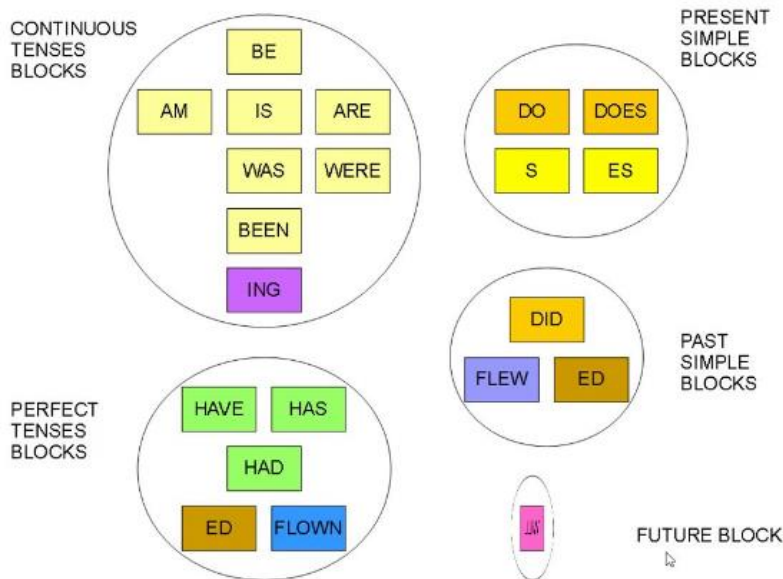 CONTINUOUS
TENSES
BLOCKS
BE
AM IS ARE
WAS WERE
BEEN
ING
PRESENT
SIMPLE
BLOCKS
DO DOES
S ES
DID
FLEW ED
PAST
SIMPLE
BLOCKS
PERFECT
TENSES
BLOCKS
HAVE HAS
HAD
ED FLOWN
FUTURE BLOCK